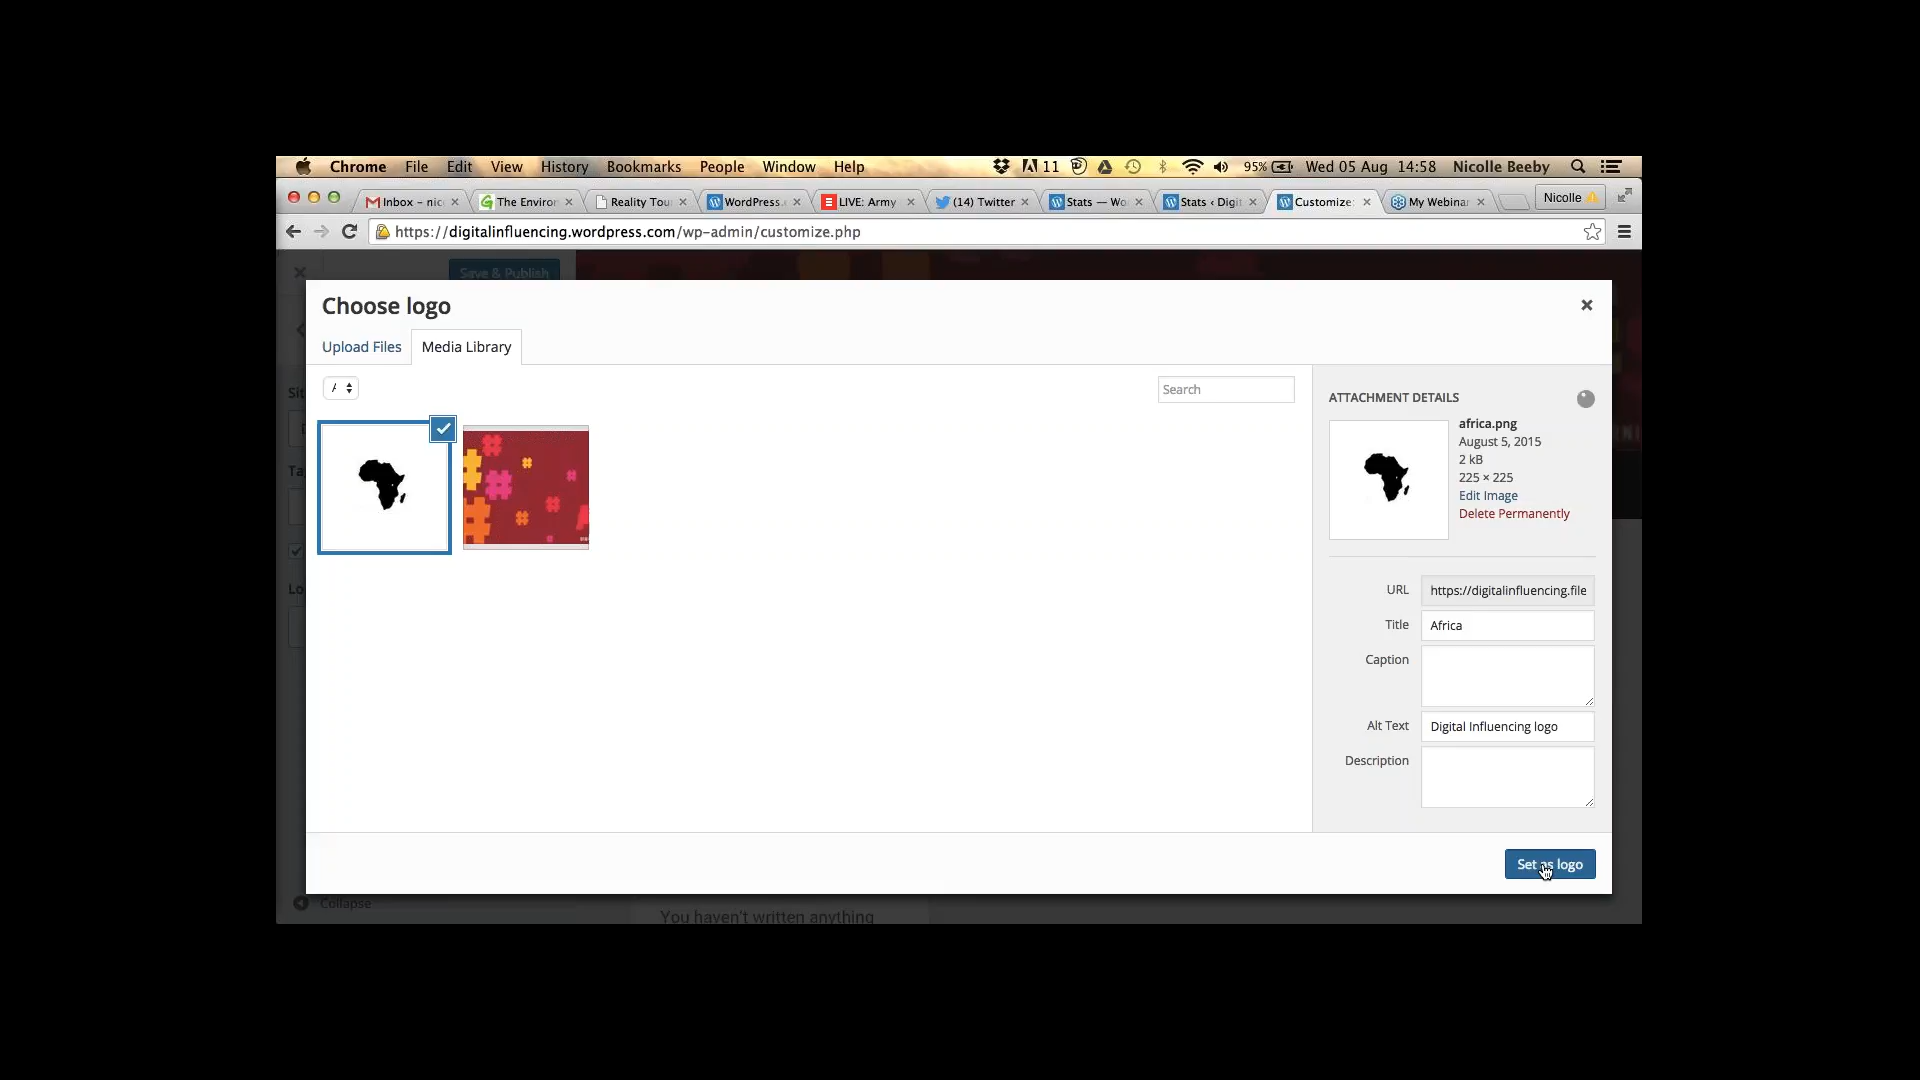 Chrome File Edit View History Bookmarks People Window Help 11 95% Wed 05 Aug 14:58 Nicolle Beeby
Inbox – nic The Environ Reality Tou WordPress. LIVE: Army (14) Twitter Stats — Wo Stats ‹ Digit Customize: My Webinar Nicolle
https://digitalinfluencing.wordpress.com/wp-admin/customize.php
Save & Publish
Choose logo
Upload Files Media Library
Search
ATTACHMENT DETAILS
africa.png
August 5, 2015
2 kB
225 × 225
Edit Image
Delete Permanently
URL https://digitalinfluencing.file
Title Africa
Caption
Alt Text Digital Influencing logo
Description
Set as logo
Collapse
You haven't written anything